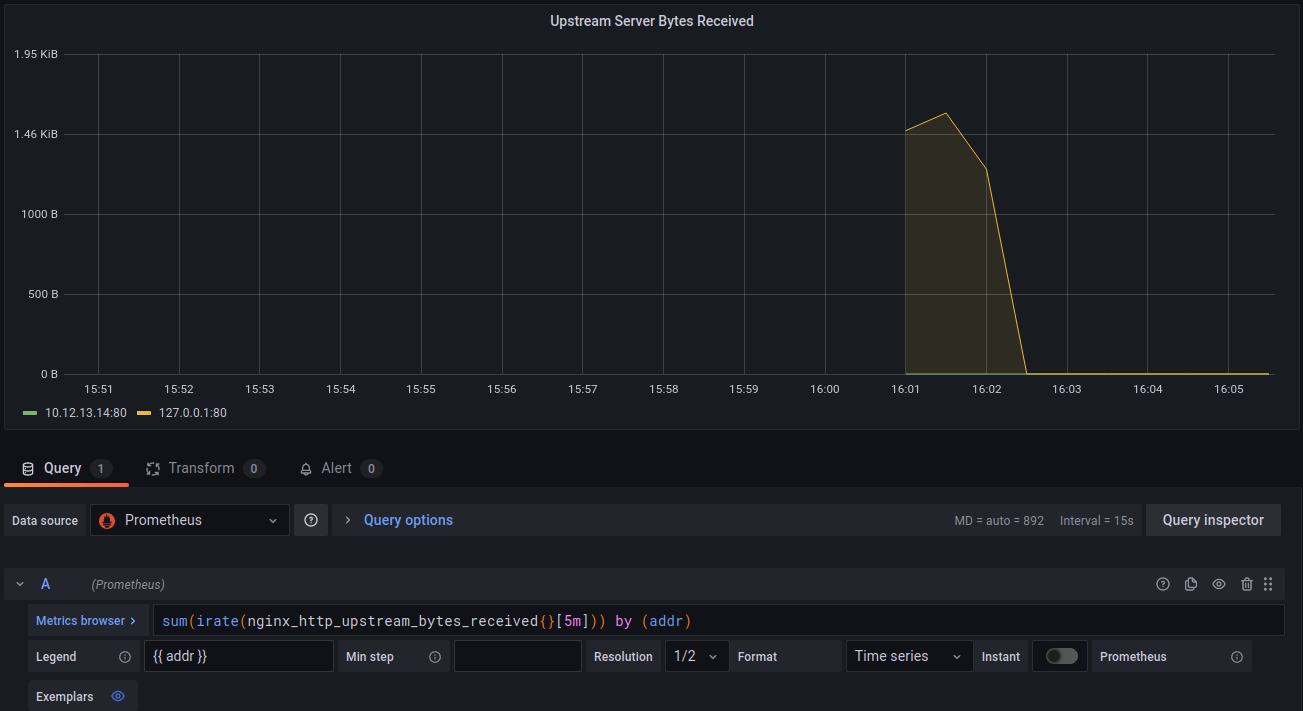 Upstream Server Bytes Received
1.95 KiB
1.46 KiB
1000 B
500 B
0 B
15:51 15:52 15:53 15:54 15:55 15:56 15:57 15:58 15:59 16:00 16:01 16:02 16:03 16:04 16:05
10.12.13.14:80 127.0.0.1:80
Query 1 Transform 0 Alert 0
Data source Prometheus Query options MD = auto = 892 Interval = 15s Query inspector
A (Prometheus)
Metrics browser > sum(irate(nginx_http_upstream_bytes_received{}[5m])) by (addr)
Legend {{ addr }} Min step Resolution 1/2 Format Time series Instant Prometheus
Exemplars